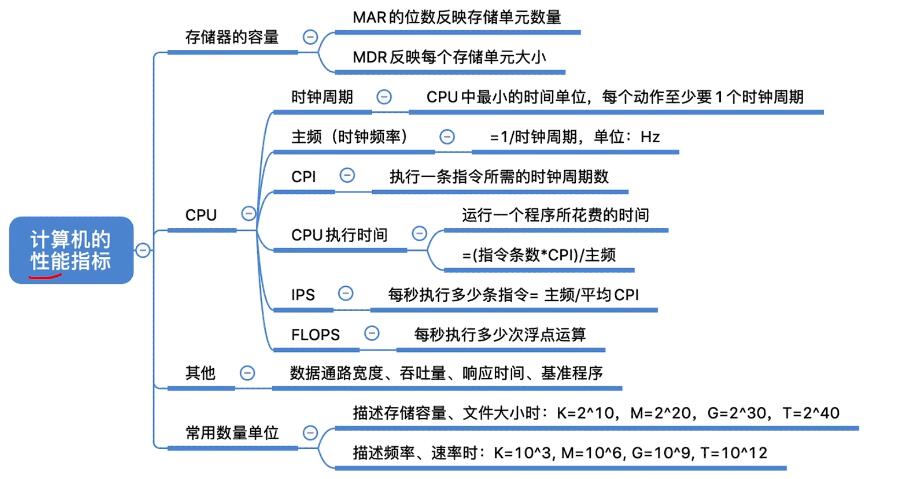 计算机的
性能指标
存储器的容量
MAR的位数反映存储单元数量
MDR反映每个存储单元大小
CPU
时钟周期
CPU中最小的时间单位，每个动作至少要1个时钟周期
主频（时钟频率）
=1/时钟周期，单位：Hz
CPI
执行一条指令所需的时钟周期数
CPU执行时间
运行一个程序所花费的时间
=(指令条数*CPI)/主频
IPS
每秒执行多少条指令= 主频/平均CPI
FLOPS
每秒执行多少次浮点运算
其他
数据通路宽度、吞吐量、响应时间、基准程序
常用数量单位
描述存储容量、文件大小时：K=2^10，M=2^20，G=2^30，T=2^40
描述频率、速率时：K=10^3, M=10^6, G=10^9, T=10^12